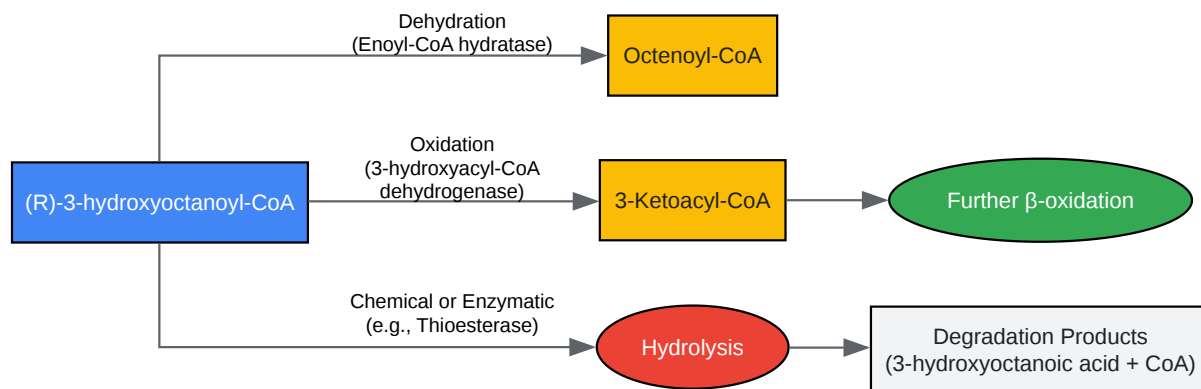 Dehydration
(Enoyl-CoA hydratase)
Octenoyl-CoA
Oxidation
(3-hydroxyacyl-CoA
dehydrogenase)
(R)-3-hydroxyoctanoyl-CoA
3-Ketoacyl-CoA
Further β-oxidation
Chemical or Enzymatic
(e.g., Thioesterase)
Hydrolysis
Degradation Products
(3-hydroxyoctanoic acid + CoA)